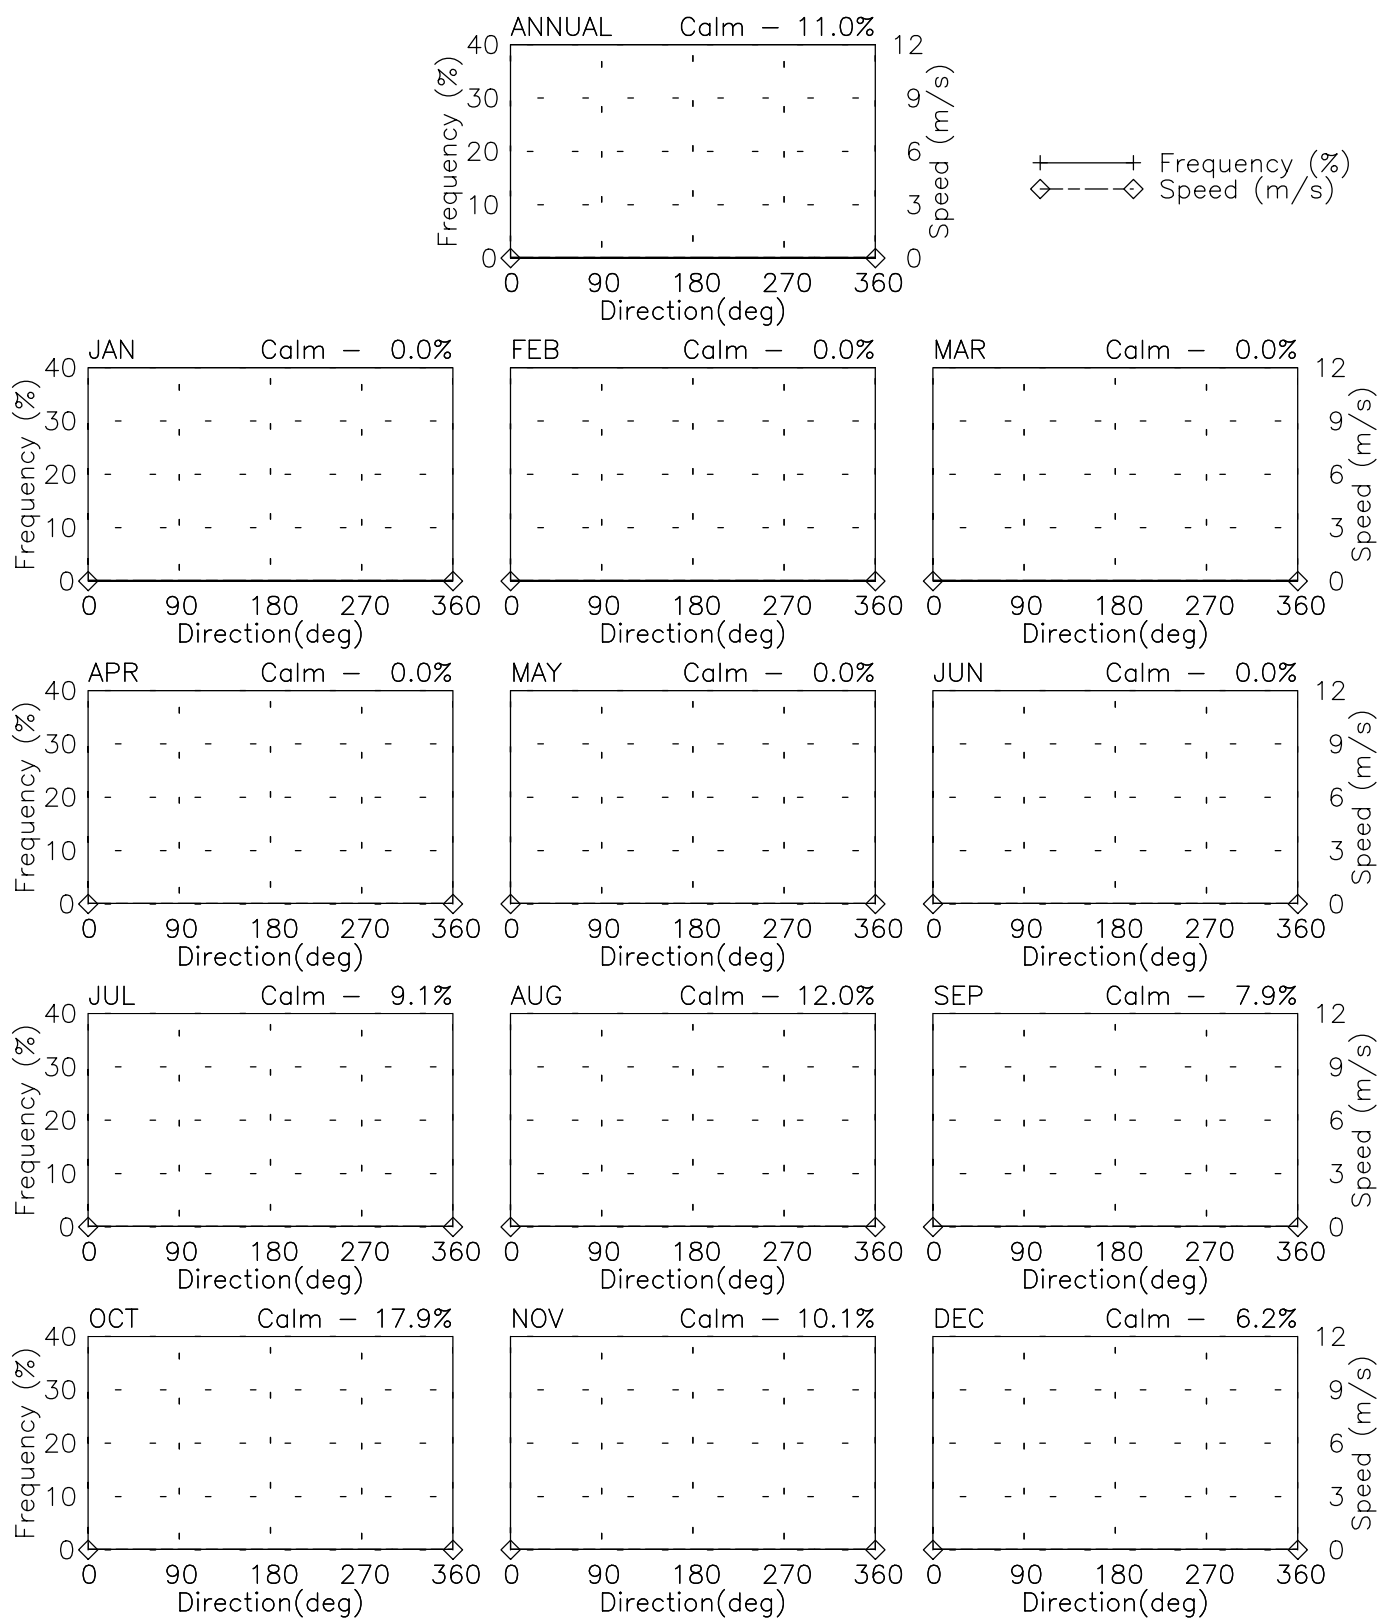 ANNUAL Calm - 11.0%
40 12
30 9
20 6
10 3
0 0
Frequency (%)
Speed (m/s)
0 90 180 270 360
Direction(deg)
Frequency (%)
Speed (m/s)
JAN Calm - 0.0% FEB Calm - 0.0% MAR Calm - 0.0%
40 12
30 9
20 6
10 3
0 0
Frequency (%)
Speed (m/s)
0 90 180 270 360 0 90 180 270 360 0 90 180 270 360
Direction(deg) Direction(deg) Direction(deg)
APR Calm - 0.0% MAY Calm - 0.0% JUN Calm - 0.0%
40 12
30 9
20 6
10 3
0 0
Frequency (%)
Speed (m/s)
0 90 180 270 360 0 90 180 270 360 0 90 180 270 360
Direction(deg) Direction(deg) Direction(deg)
JUL Calm - 9.1% AUG Calm - 12.0% SEP Calm - 7.9%
40 12
30 9
20 6
10 3
0 0
Frequency (%)
Speed (m/s)
0 90 180 270 360 0 90 180 270 360 0 90 180 270 360
Direction(deg) Direction(deg) Direction(deg)
OCT Calm - 17.9% NOV Calm - 10.1% DEC Calm - 6.2%
40 12
30 9
20 6
10 3
0 0
Frequency (%)
Speed (m/s)
0 90 180 270 360 0 90 180 270 360 0 90 180 270 360
Direction(deg) Direction(deg) Direction(deg)